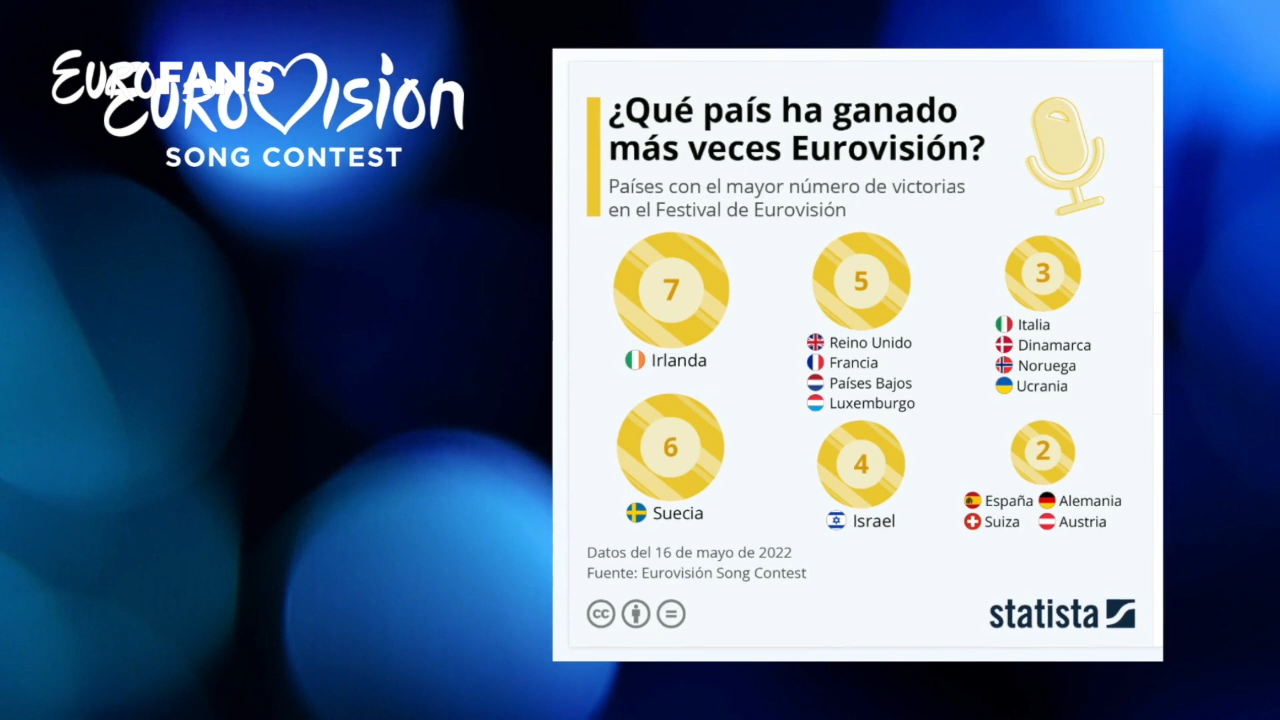 EUROFANS
EUROVISION
SONG CONTEST
¿Qué país ha ganado
más veces Eurovisión?
Países con el mayor número de victorias
en el Festival de Eurovisión
7
Irlanda
5
Reino Unido
Francia
Países Bajos
Luxemburgo
3
Italia
Dinamarca
Noruega
Ucrania
6
Suecia
4
Israel
2
España Alemania
Suiza Austria
Datos del 16 de mayo de 2022
Fuente: Eurovisión Song Contest
cc
statista